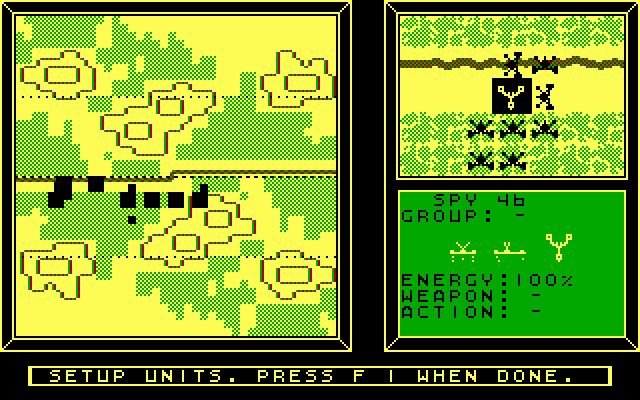 SPY 46
GROUP: -
ENERGY:100%
WEAPON: -
ACTION: -
SETUP UNITS. PRESS F 1 WHEN DONE.